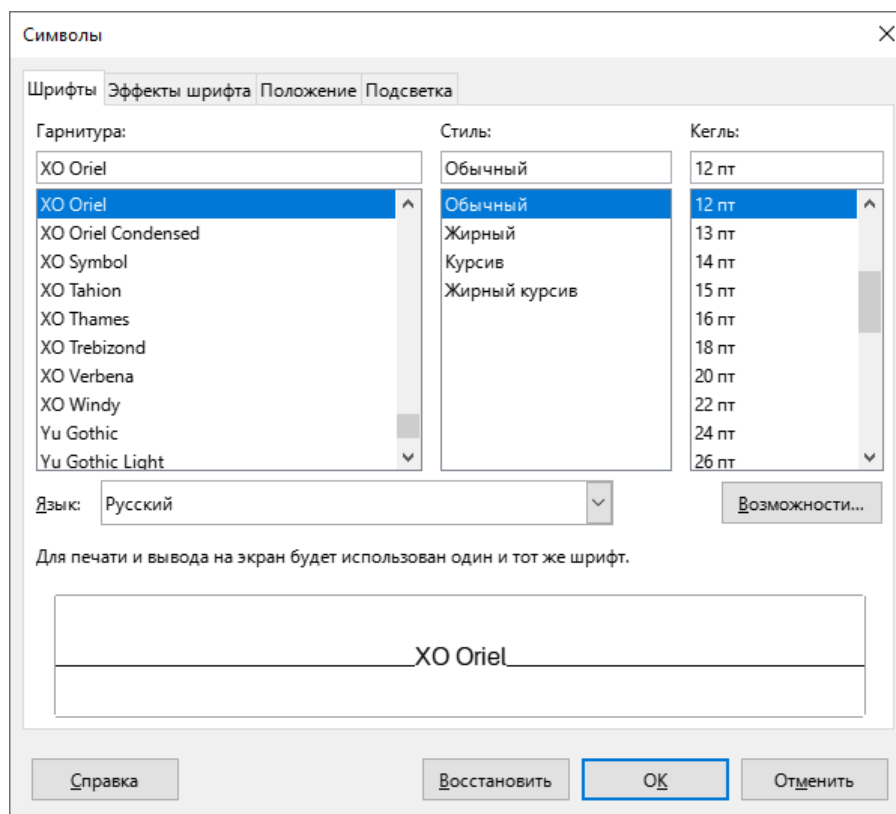 Символы
Шрифты Эффекты шрифта Положение Подсветка
Гарнитура: Стиль: Кегль:
XO Oriel Обычный 12 пт
XO Oriel Обычный 12 пт
XO Oriel Condensed Жирный 13 пт
XO Symbol Курсив 14 пт
XO Tahion Жирный курсив 15 пт
XO Thames 16 пт
XO Trebizond 18 пт
XO Verbena 20 пт
XO Windy 22 пт
Yu Gothic 24 пт
Yu Gothic Light 26 пт
Язык: Русский Возможности...
Для печати и вывода на экран будет использован один и тот же шрифт.
XO Oriel
Справка Восстановить ОК Отменить